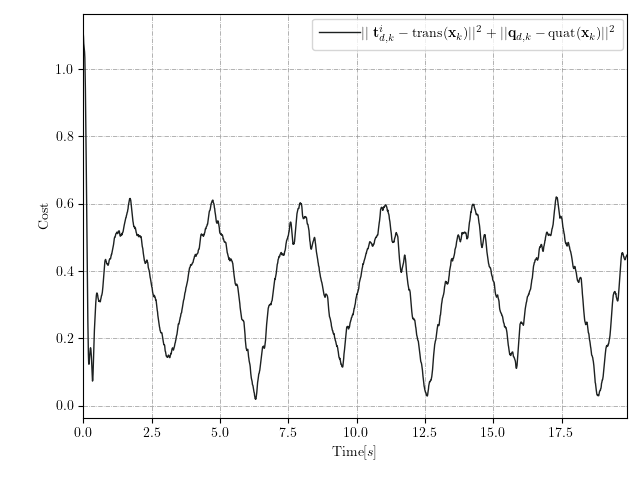 || t^i_{d,k} − trans(x_k)||^2 + ||q_{d,k} − quat(x_k)||^2
1.0
0.8
0.6
0.4
0.2
0.0
Cost
0.0 2.5 5.0 7.5 10.0 12.5 15.0 17.5
Time[s]